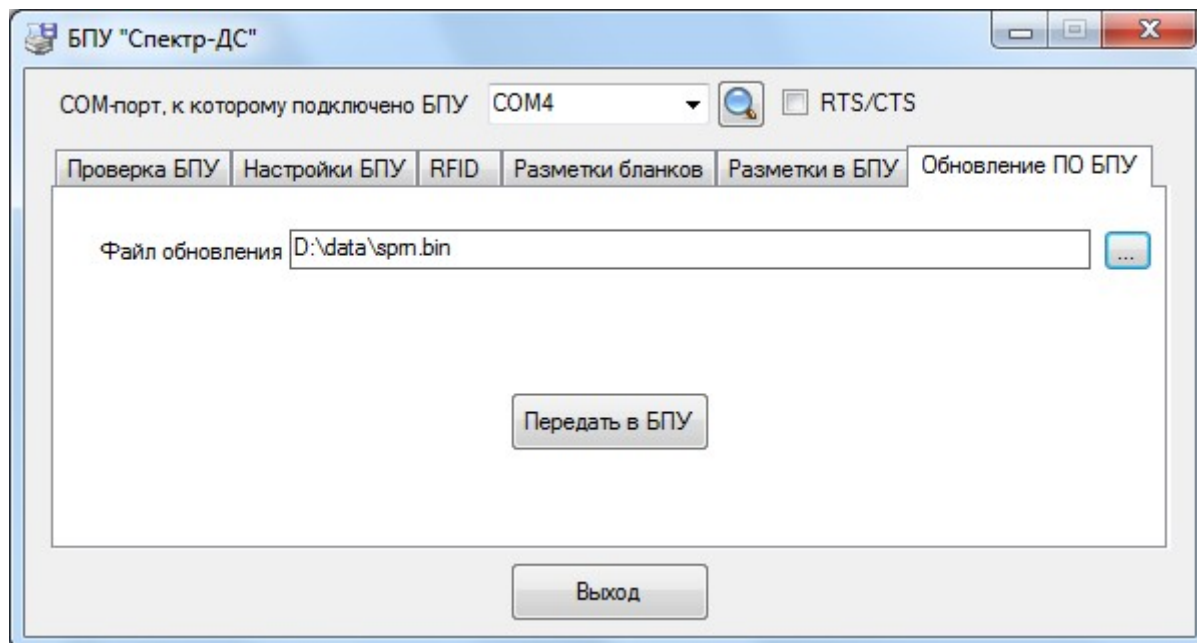 БПУ "Спектр-ДС"
COM-порт, к которому подключено БПУ COM4 RTS/CTS
Проверка БПУ Настройки БПУ RFID Разметки бланков Разметки в БПУ Обновление ПО БПУ
Файл обновления D:\data\sprn.bin ...
Передать в БПУ
Выход